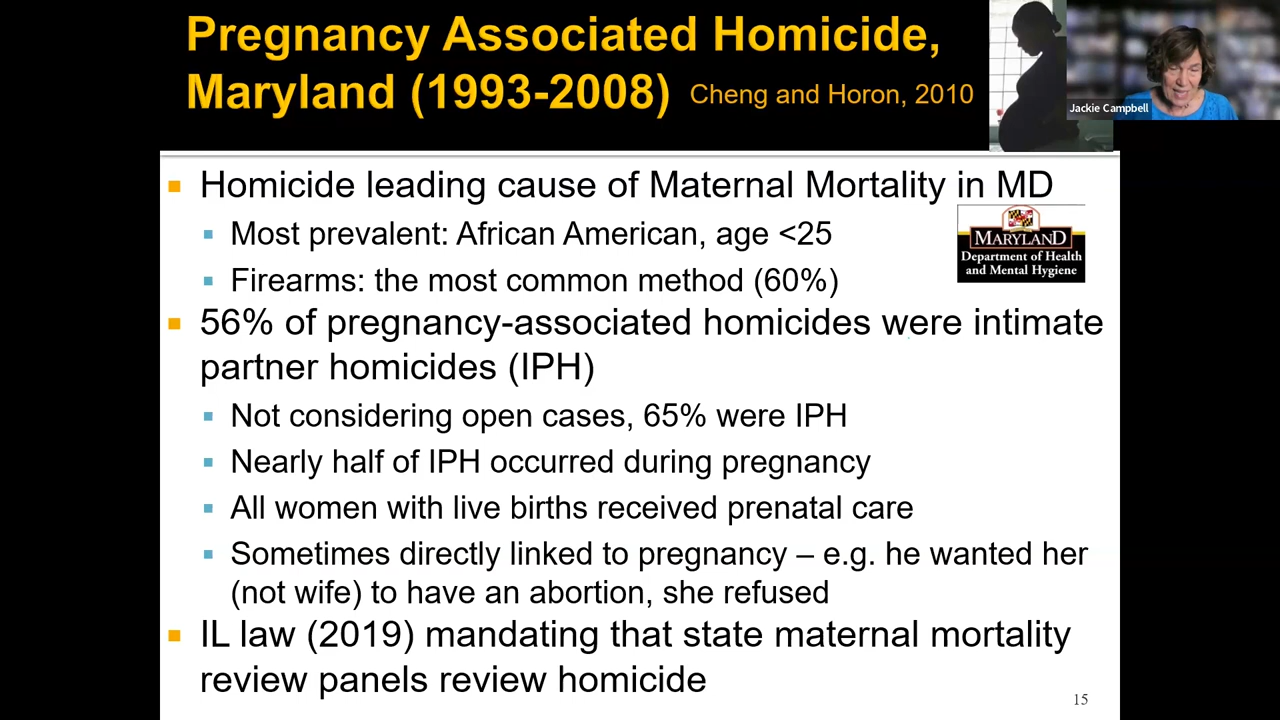 Pregnancy Associated Homicide,
Maryland (1993-2008) Cheng and Horon, 2010
Jackie Campbell
Homicide leading cause of Maternal Mortality in MD
Most prevalent: African American, age <25
Firearms: the most common method (60%)
MARYLAND
Department of Health
and Mental Hygiene
56% of pregnancy-associated homicides were intimate
partner homicides (IPH)
Not considering open cases, 65% were IPH
Nearly half of IPH occurred during pregnancy
All women with live births received prenatal care
Sometimes directly linked to pregnancy – e.g. he wanted her
(not wife) to have an abortion, she refused
IL law (2019) mandating that state maternal mortality
review panels review homicide
15